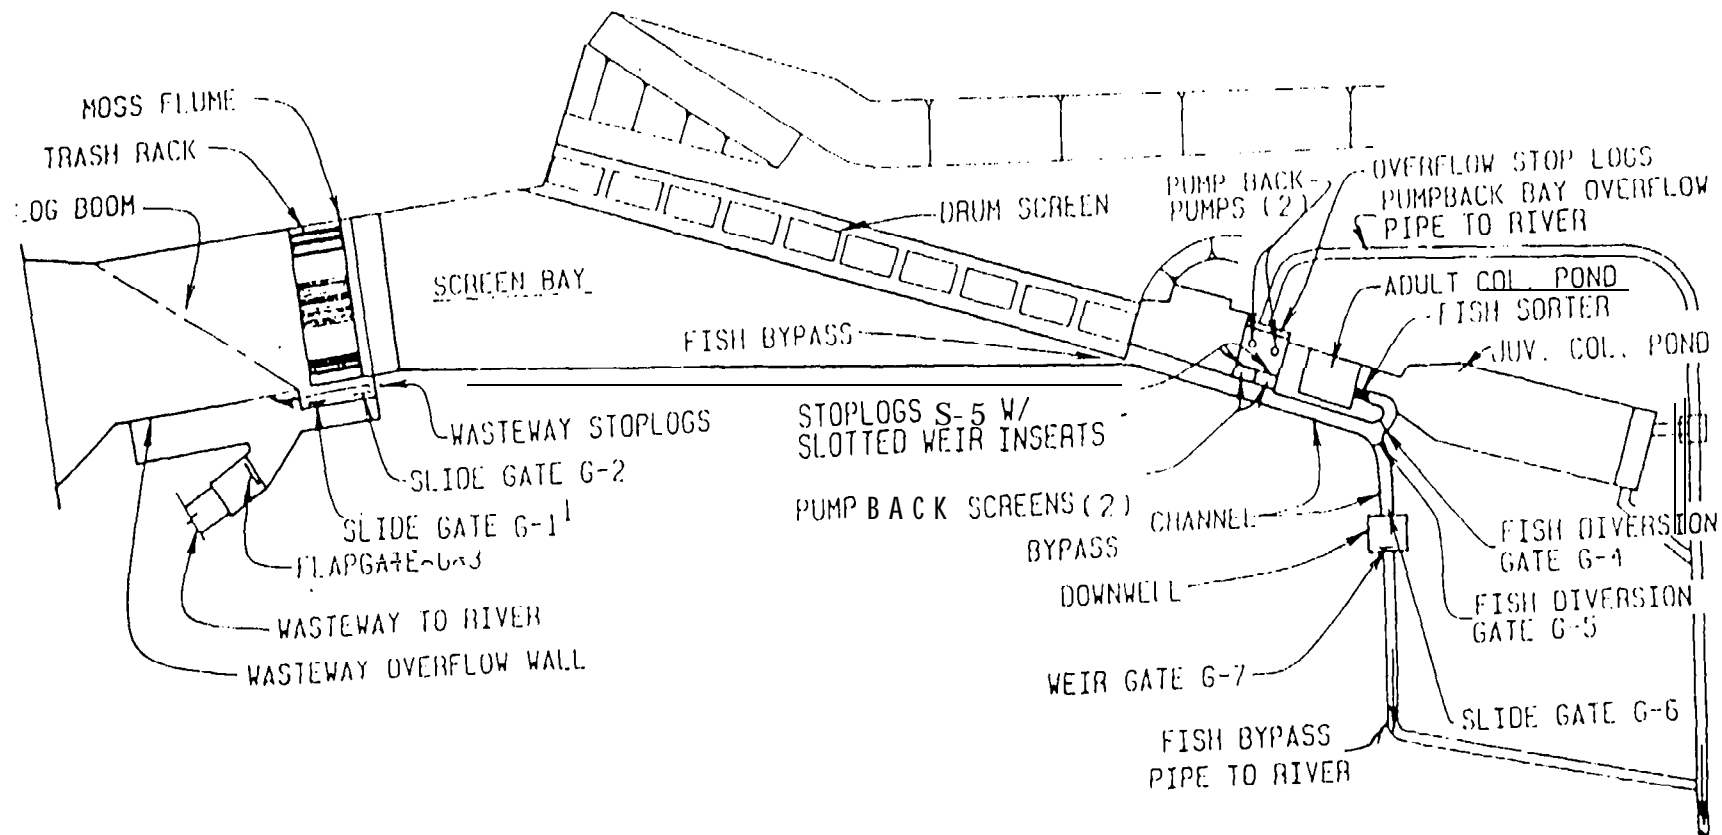 MOSS FLUME
TRASH RACK
LOG BOOM
SCREEN BAY
DRUM SCREEN
PUMP BACK
PUMPS (2)
OVERFLOW STOP LOGS
PUMPBACK BAY OVERFLOW
PIPE TO RIVER
ADULT COL. POND
FISH SORTER
JUV. COL. POND
FISH BYPASS
WASTEWAY STOPLOGS
SLIDE GATE G-2
SLIDE GATE G-1
FLAPGATE
WASTEWAY TO RIVER
WASTEWAY OVERFLOW WALL
STOPLOGS S-5 W/
SLOTTED WEIR INSERTS
PUMP BACK SCREENS (2)
CHANNEL
BYPASS
DOWNWELL
WEIR GATE G-7
FISH BYPASS
PIPE TO RIVER
FISH DIVERSION
GATE G-4
FISH DIVERSION
GATE G-5
SLIDE GATE G-6